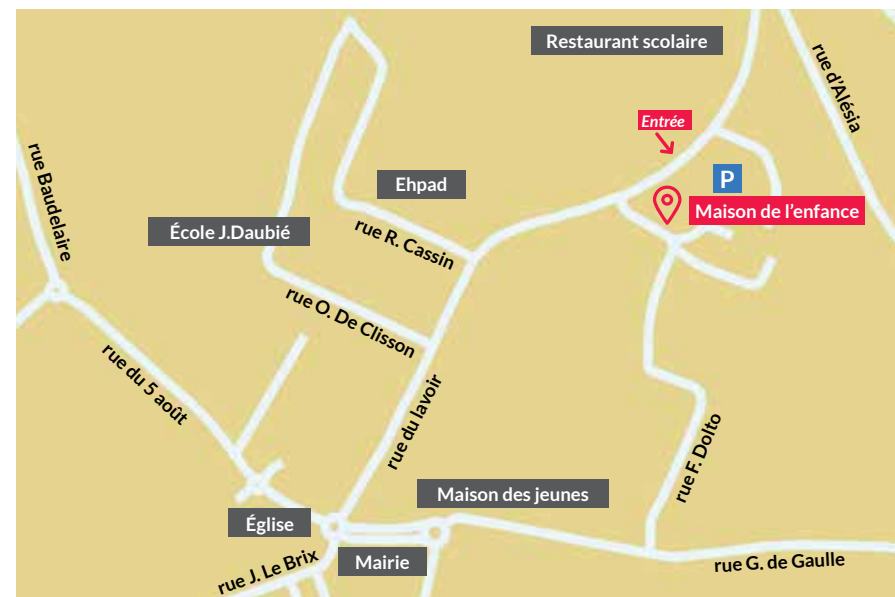 Restaurant scolaire
rue d'Alésia
Entrée
P
Maison de l'enfance
rue Baudelaire
Ehpad
École J.Daubié
rue R. Cassin
rue O. De Clisson
rue du 5 août
rue du lavoir
rue F. Dolto
Maison des jeunes
Église
Mairie
rue J. Le Brix
rue G. de Gaulle